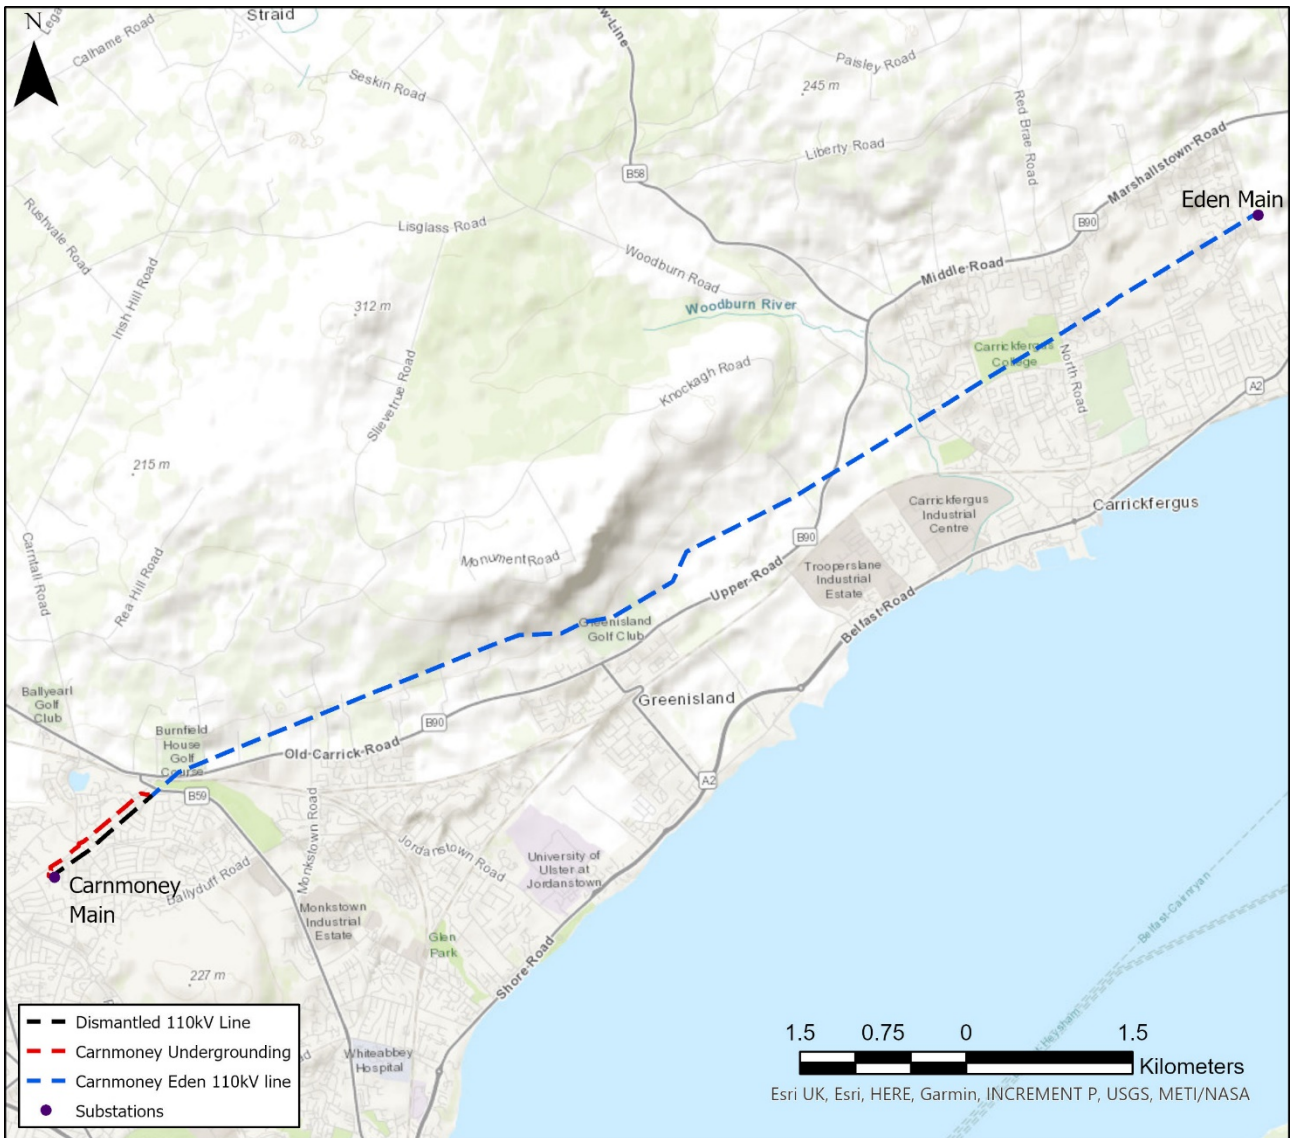 N
Straid
Calhame Road
w-Line
Seskin Road
Paisley Road
245 m
Red Brae Road
Liberty Road
B58
Marshallstown-Road
Eden Main
Rushvale Road
Lisglass Road
B90
Irish Hill Road
Woodburn Road
Middle-Road
Woodburn River
312 m
Carrickfergus
College
North Road
Slievetrue Road
Knockagh Road
A2
215 m
Carrickfergus
Industrial
Centre
Carrickfergus
Carntall Road
Rea Hill Road
Monument Road
B90
Upper-Road
Trooperslane
Industrial
Estate
Belfast-Road
Greenisland
Golf Club
Ballyearl
Golf
Club
Greenisland
Burnfield
House
Golf
Course
B90
Old-Carrick-Road
A2
B59
Monkstown Road
Jordanstown Road
University of
Ulster at
Jordanstown
Carnmoney
Main
Ballyduff Road
Monkstown
Industrial
Estate
Glen
Park
Belfast-Cairnryan
227 m
Shore-Road
Whiteabbey
Hospital
Heysham
Dismantled 110kV Line
Carnmoney Undergrounding
Carnmoney Eden 110kV line
Substations
1.5 0.75 0 1.5
Kilometers
Esri UK, Esri, HERE, Garmin, INCREMENT P, USGS, METI/NASA